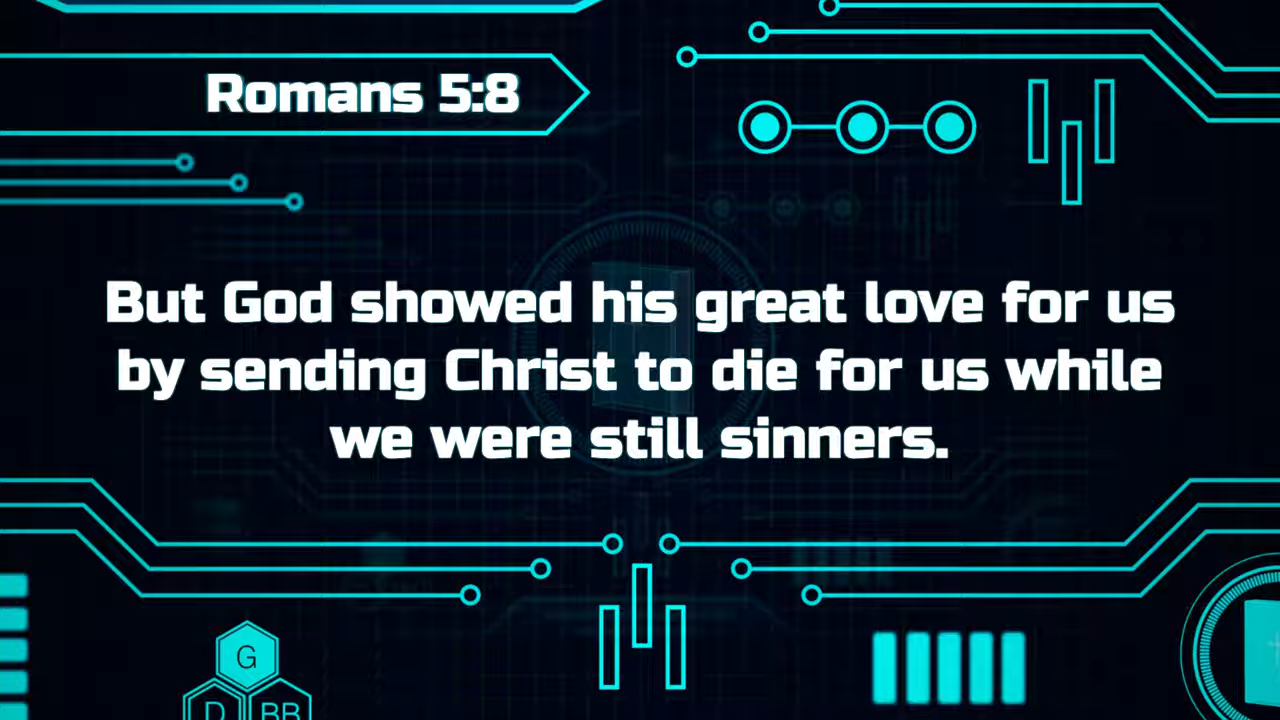 Romans 5:8
But God showed his great love for us
by sending Christ to die for us while
we were still sinners.
G
D BB